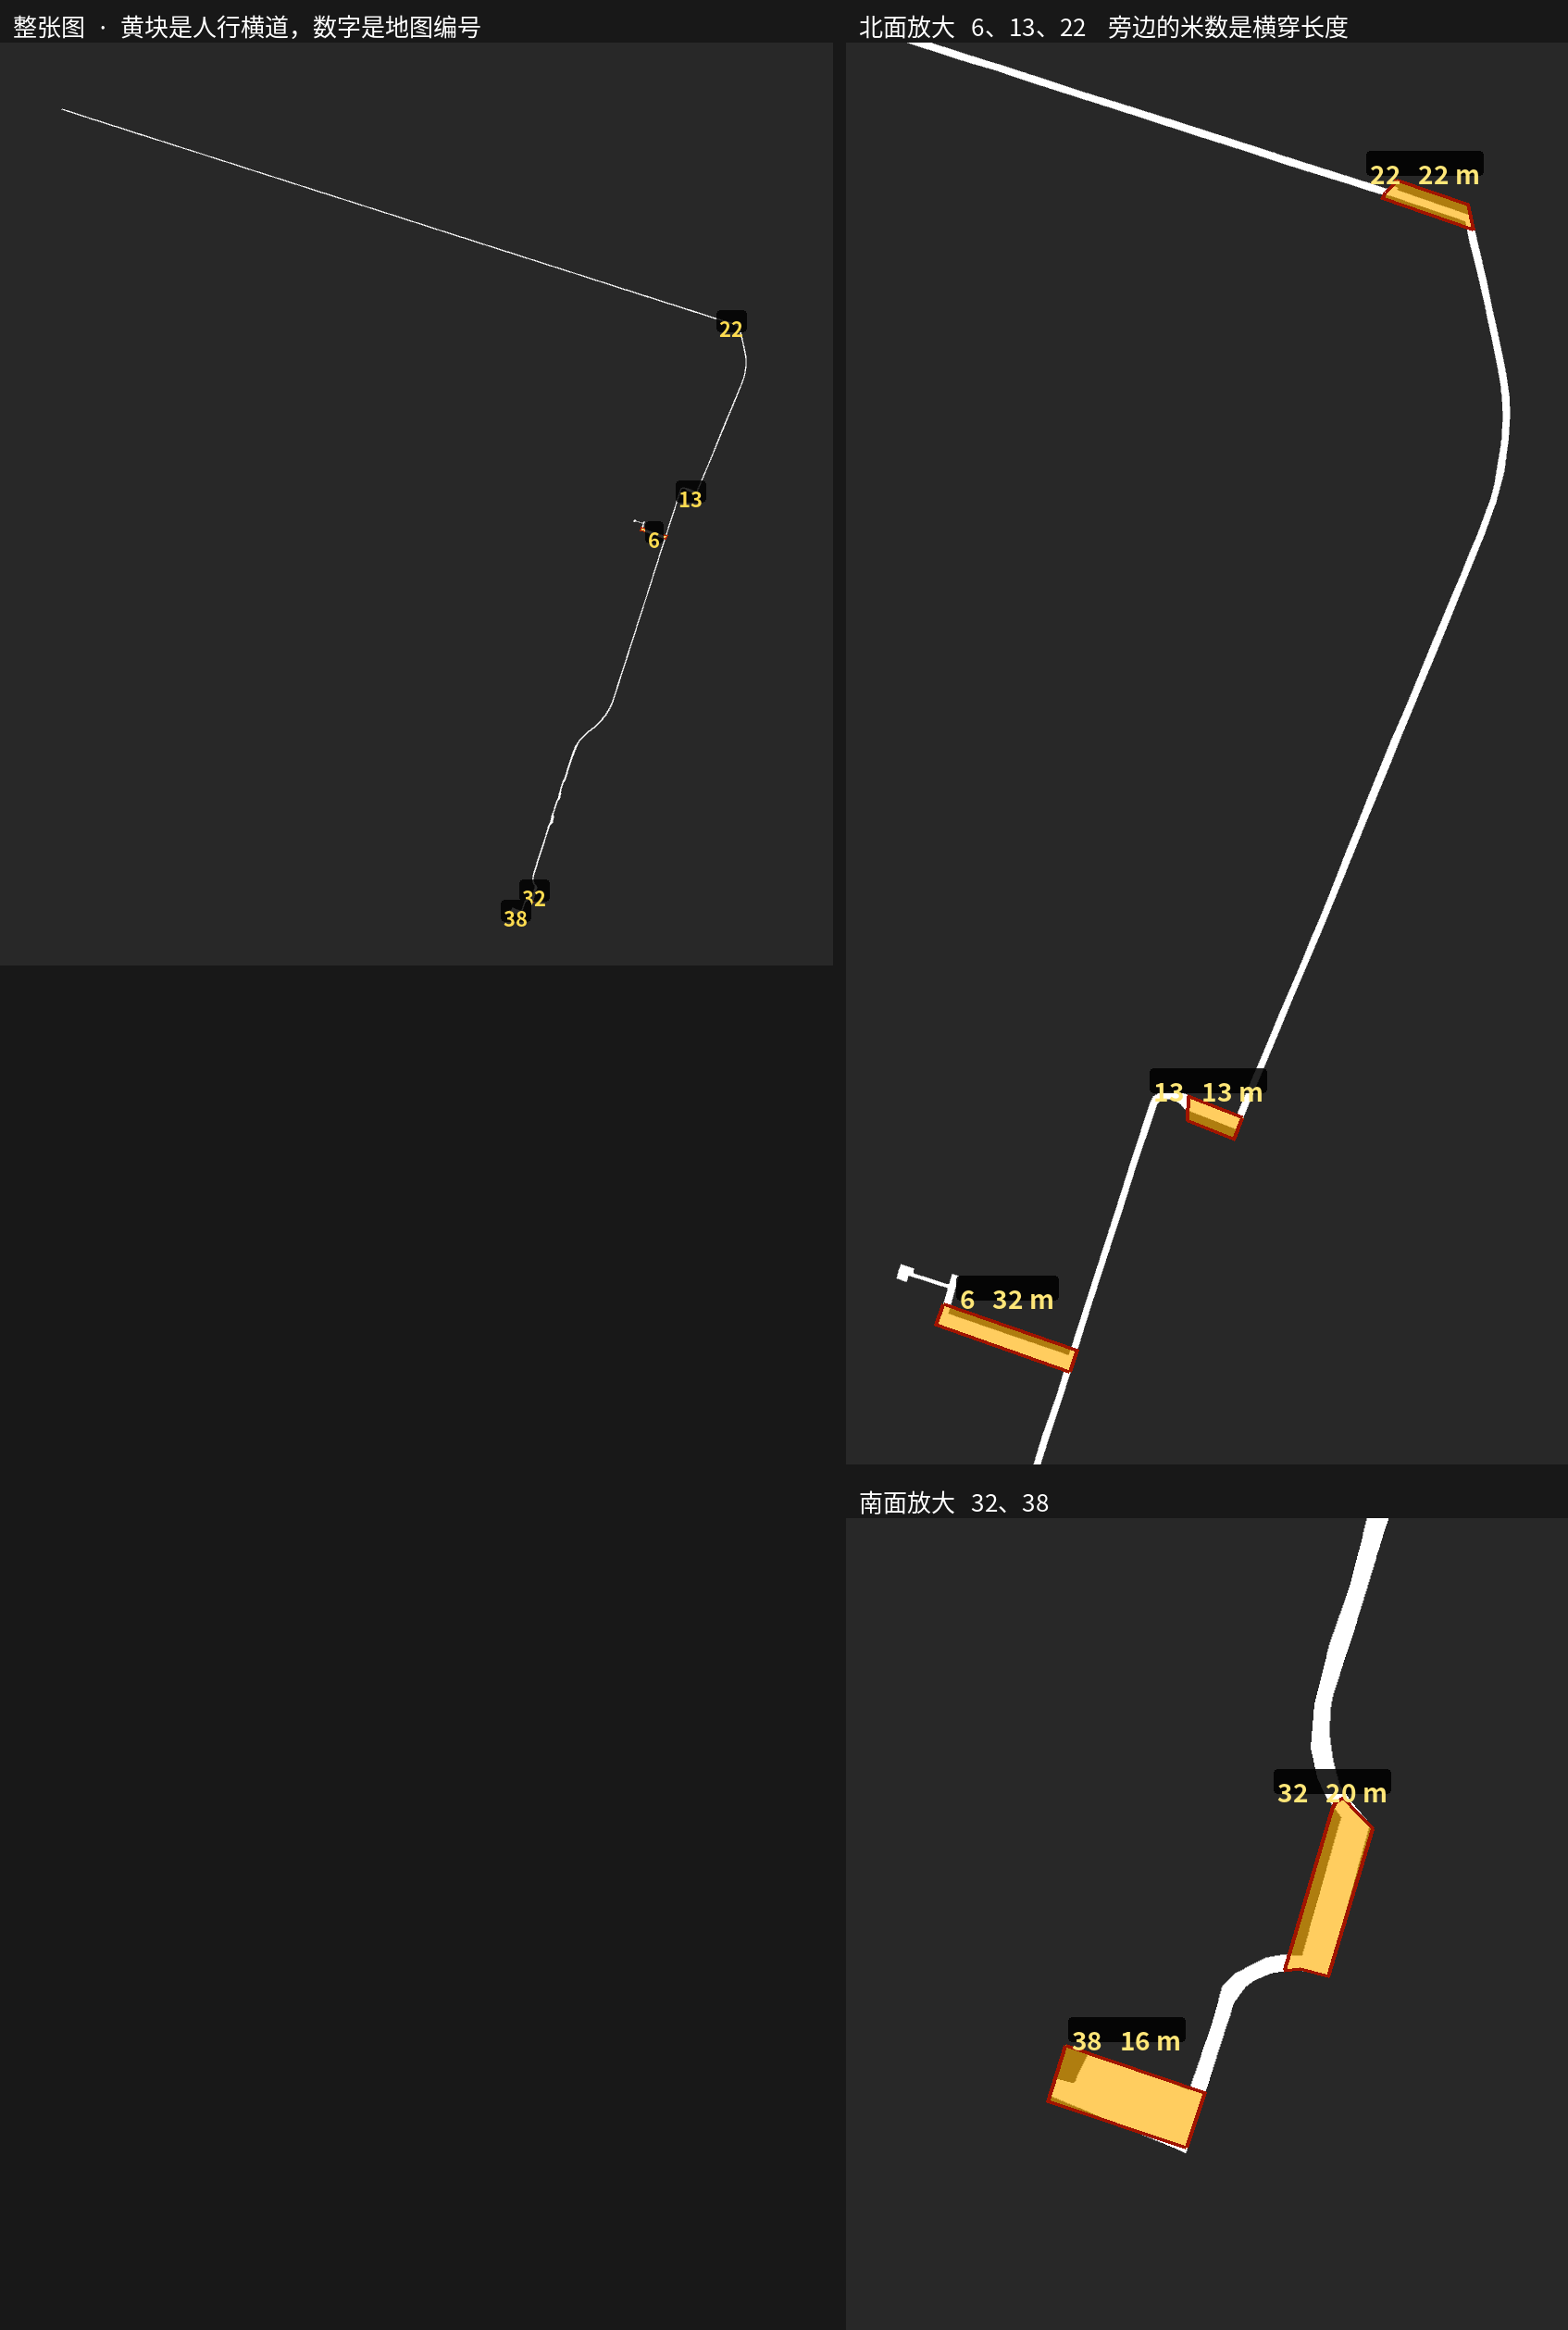 整张图 · 黄块是人行横道，数字是地图编号
22
13
6
32
38
北面放大 6、13、22 旁边的米数是横穿长度
22 22 m
13 13 m
6 32 m
南面放大 32、38
32 20 m
38 16 m